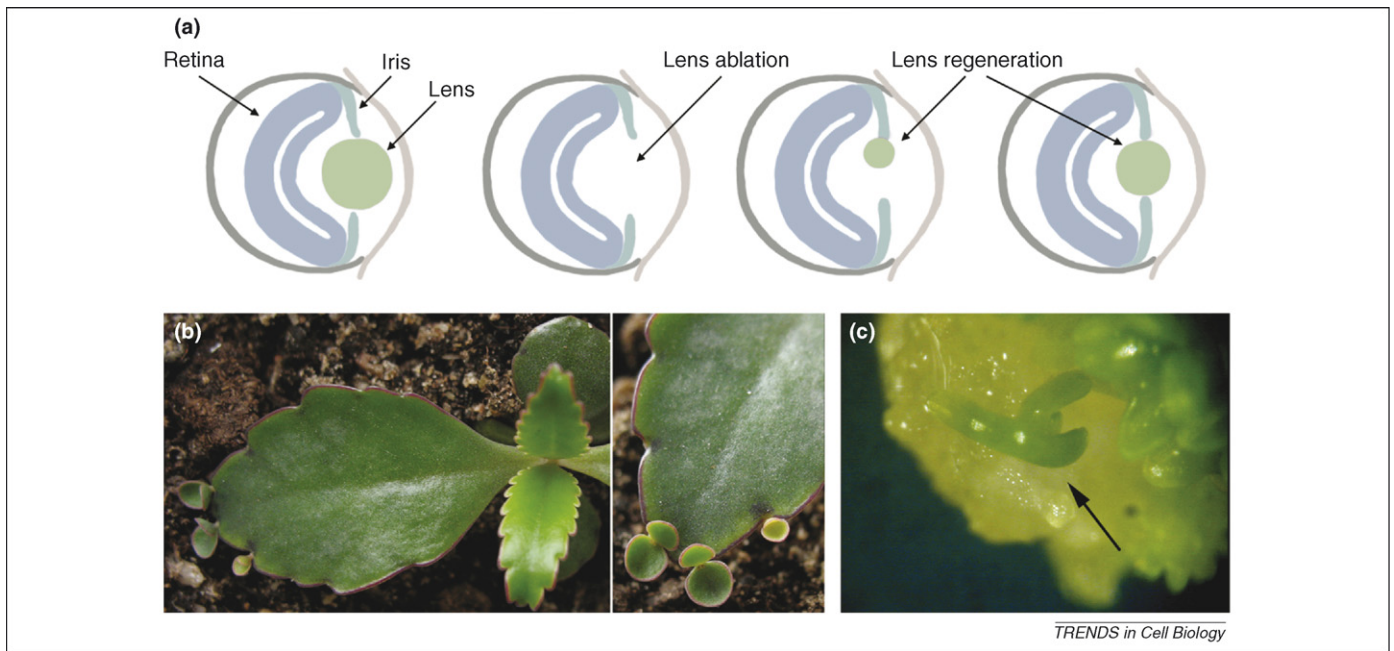 (a)
Retina
Iris
Lens
Lens ablation
Lens regeneration
(b)
(c)
TRENDS in Cell Biology